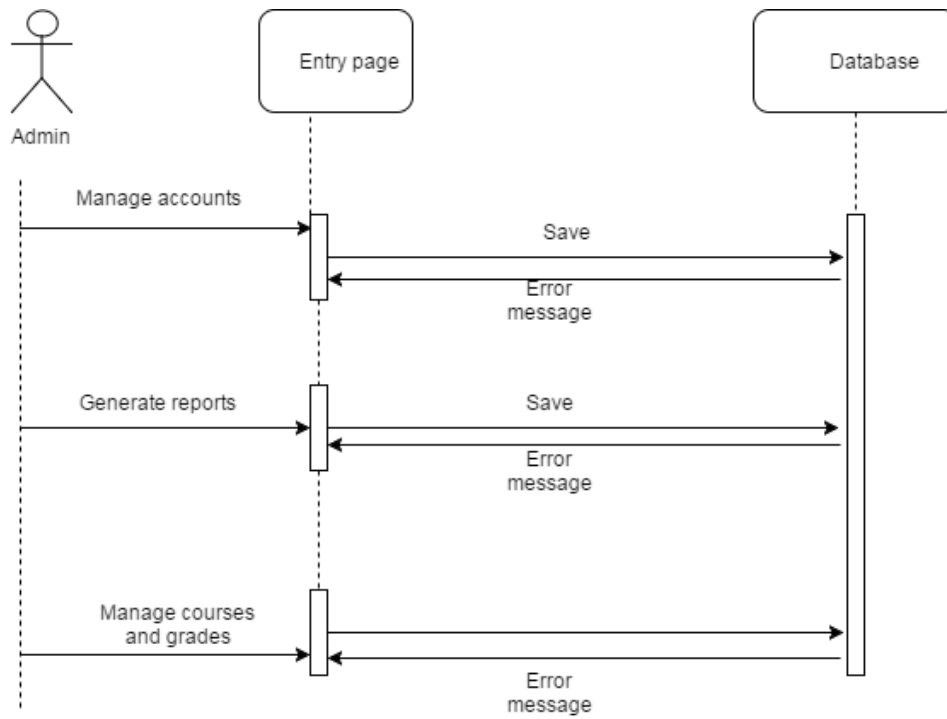 Entry page
Database
Admin
Manage accounts
Save
Error
message
Generate reports
Save
Error
message
Manage courses
and grades
Error
message